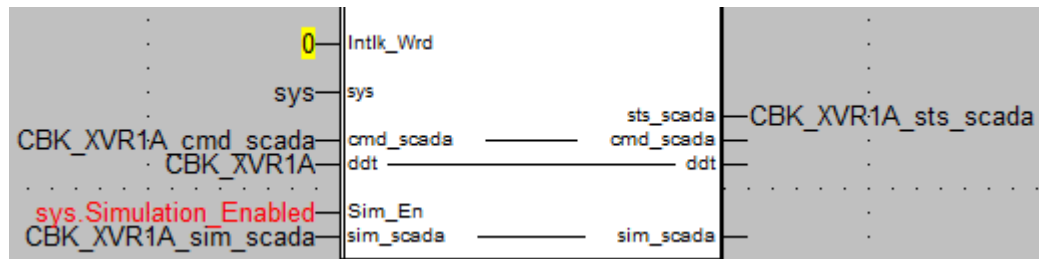 0 Intlk_Wrd
sys sys
sts_scada CBK_XVR1A_sts_scada
CBK_XVR1A_cmd_scada cmd_scada cmd_scada
CBK_XVR1A ddt ddt
sys.Simulation_Enabled Sim_En
CBK_XVR1A_sim_scada sim_scada sim_scada